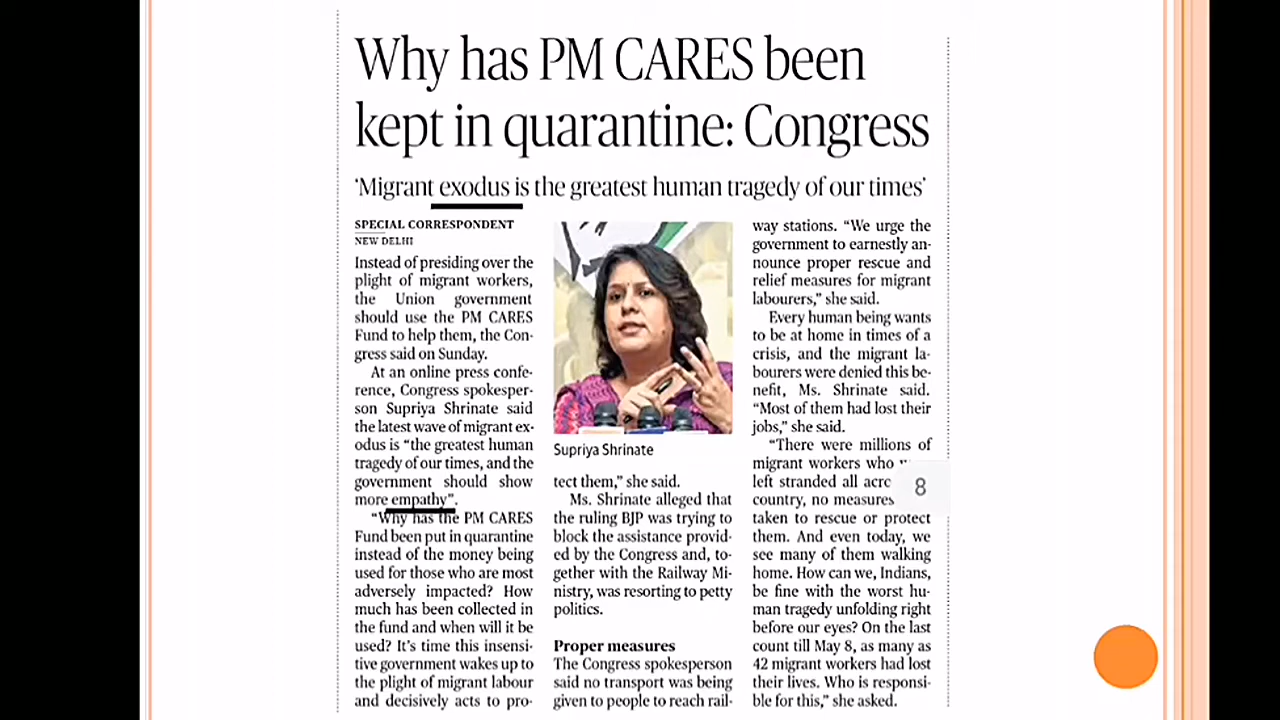 Why has PM CARES been
kept in quarantine: Congress
‘Migrant exodus is the greatest human tragedy of our times’
SPECIAL CORRESPONDENT
NEW DELHI
Instead of presiding over the
plight of migrant workers,
the Union government
should use the PM CARES
Fund to help them, the Con-
gress said on Sunday.
At an online press confe-
rence, Congress spokesper-
son Supriya Shrinate said
the latest wave of migrant ex-
odus is “the greatest human
tragedy of our times, and the
government should show
more empathy”.
“Why has the PM CARES
Fund been put in quarantine
instead of the money being
used for those who are most
adversely impacted? How
much has been collected in
the fund and when will it be
used? It’s time this insensi-
tive government wakes up to
the plight of migrant labour
and decisively acts to pro-
Supriya Shrinate
tect them,” she said.
Ms. Shrinate alleged that
the ruling BJP was trying to
block the assistance provid-
ed by the Congress and, to-
gether with the Railway Mi-
nistry, was resorting to petty
politics.
Proper measures
The Congress spokesperson
said no transport was being
given to people to reach rail-
way stations. “We urge the
government to earnestly an-
nounce proper rescue and
relief measures for migrant
labourers,” she said.
Every human being wants
to be at home in times of a
crisis, and the migrant la-
bourers were denied this be-
nefit, Ms. Shrinate said.
“Most of them had lost their
jobs,” she said.
“There were millions of
migrant workers who
left stranded all
country, no measures
taken to rescue or protect
them. And even today, we
see many of them walking
home. How can we, Indians,
be fine with the worst hu-
man tragedy unfolding right
before our eyes? On the last
count till May 8, as many as
42 migrant workers had lost
their lives. Who is responsi-
ble for this,” she asked.
8